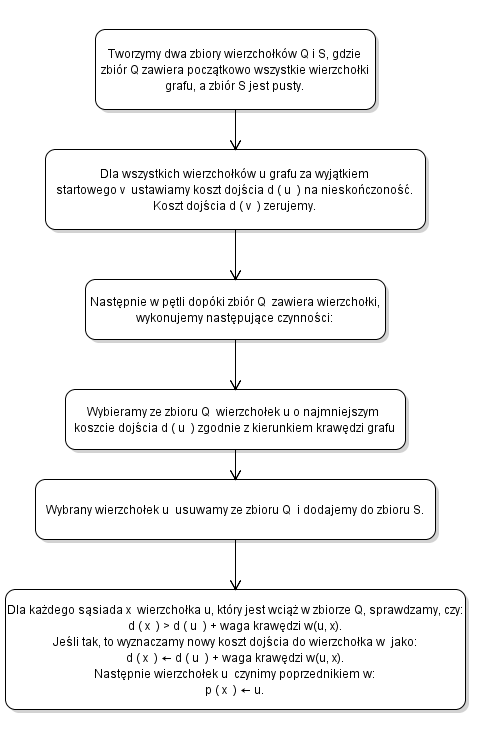 Tworzymy dwa zbiory wierzchołków Q i S, gdzie
zbiór Q zawiera początkowo wszystkie wierzchołki
grafu, a zbiór S jest pusty.
Dla wszystkich wierzchołków u grafu za wyjątkiem
startowego v ustawiamy koszt dojścia d ( u ) na nieskończoność.
Koszt dojścia d ( v ) zerujemy.
Następnie w pętli dopóki zbiór Q zawiera wierzchołki,
wykonujemy następujące czynności:
Wybieramy ze zbioru Q wierzchołek u o najmniejszym
koszcie dojścia d ( u ) zgodnie z kierunkiem krawędzi grafu
Wybrany wierzchołek u usuwamy ze zbioru Q i dodajemy do zbioru S.
Dla każdego sąsiada x wierzchołka u, który jest wciąż w zbiorze Q, sprawdzamy, czy:
d ( x ) > d ( u ) + waga krawędzi w(u, x).
Jeśli tak, to wyznaczamy nowy koszt dojścia do wierzchołka w jako:
d ( x ) ← d ( u ) + waga krawędzi w(u, x).
Następnie wierzchołek u czynimy poprzednikiem w:
p ( x ) ← u.